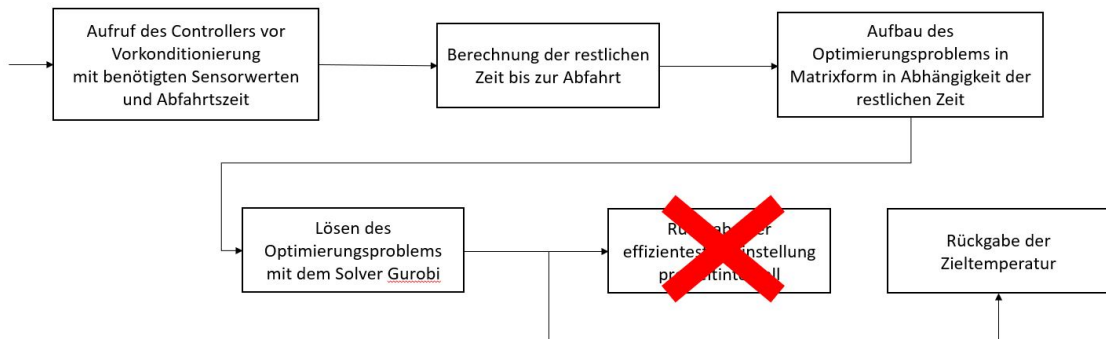 Aufruf des Controllers vor
Vorkonditionierung
mit benötigten Sensorwerten
und Abfahrtszeit
Berechnung der restlichen
Zeit bis zur Abfahrt
Aufbau des
Optimierungsproblems in
Matrixform in Abhängigkeit der
restlichen Zeit
Lösen des
Optimierungsproblems
mit dem Solver Gurobi
Rückgabe der
Zieltemperatur